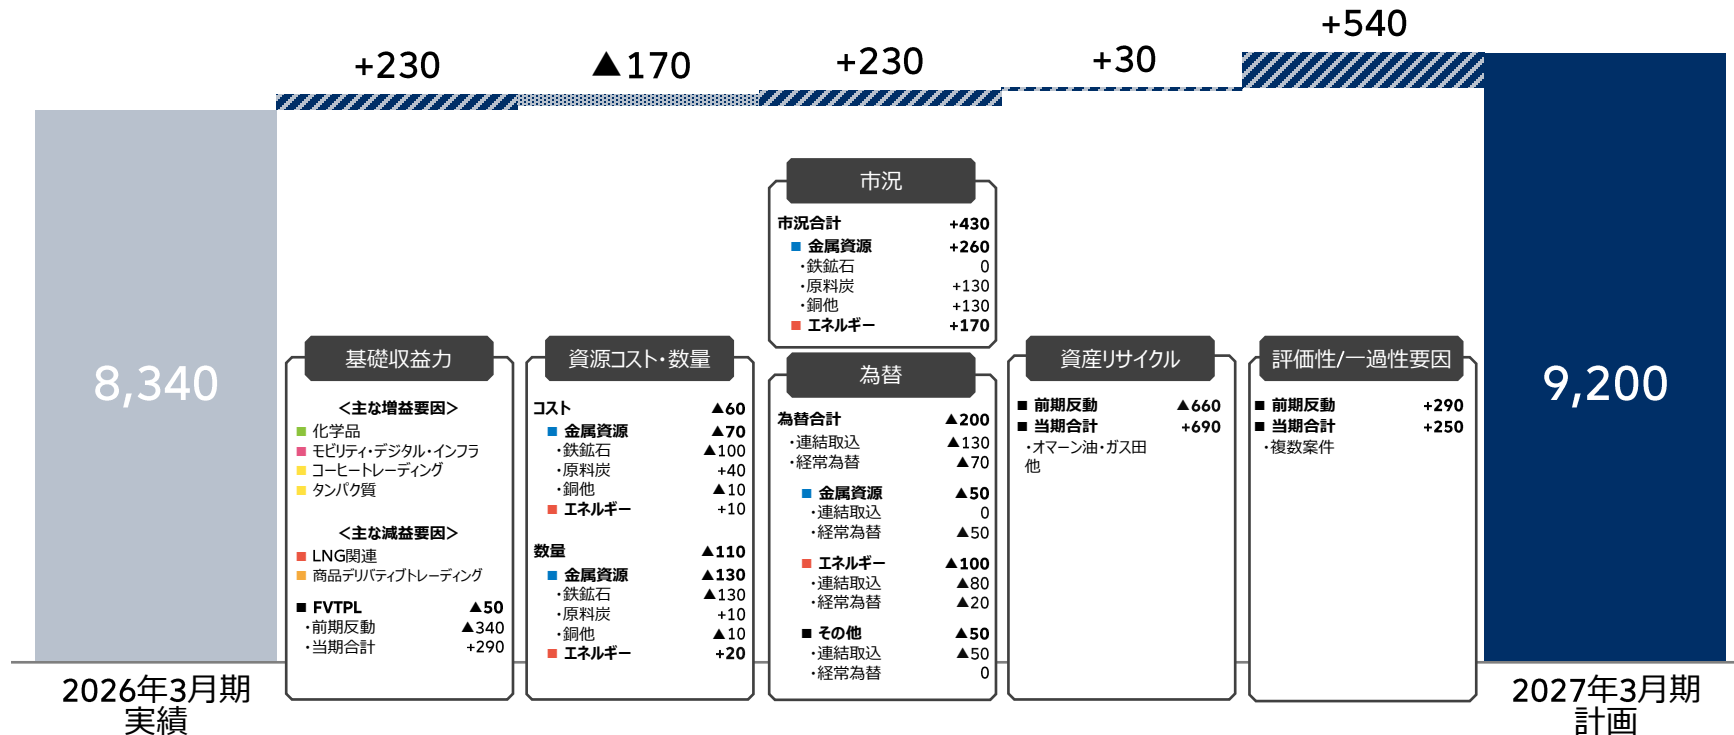 +230
▲170
+230
+30
+540
8,340
9,200
基礎収益力
<主な増益要因>
■ 化学品
■ モビリティ・デジタル・インフラ
■ コーヒートレーディング
■ タンパク質
<主な減益要因>
■ LNG関連
■ 商品デリバティブトレーディング
■ FVTPL ▲50
・前期反動 ▲340
・当期合計 +290
資源コスト・数量
コスト ▲60
■ 金属資源 ▲70
・鉄鉱石 ▲100
・原料炭 +40
・銅他 ▲10
■ エネルギー +10
数量 ▲110
■ 金属資源 ▲130
・鉄鉱石 ▲130
・原料炭 +10
・銅他 ▲10
■ エネルギー +20
市況
市況合計 +430
■ 金属資源 +260
・鉄鉱石 0
・原料炭 +130
・銅他 +130
■ エネルギー +170
為替
為替合計 ▲200
・連結取込 ▲130
・経常為替 ▲70
■ 金属資源 ▲50
・連結取込 0
・経常為替 ▲50
■ エネルギー ▲100
・連結取込 ▲80
・経常為替 ▲20
■ その他 ▲50
・連結取込 ▲50
・経常為替 0
資産リサイクル
■ 前期反動 ▲660
■ 当期合計 +690
・オマーン油・ガス田
他
評価性/一過性要因
■ 前期反動 +290
■ 当期合計 +250
・複数案件
2026年3月期
実績
2027年3月期
計画